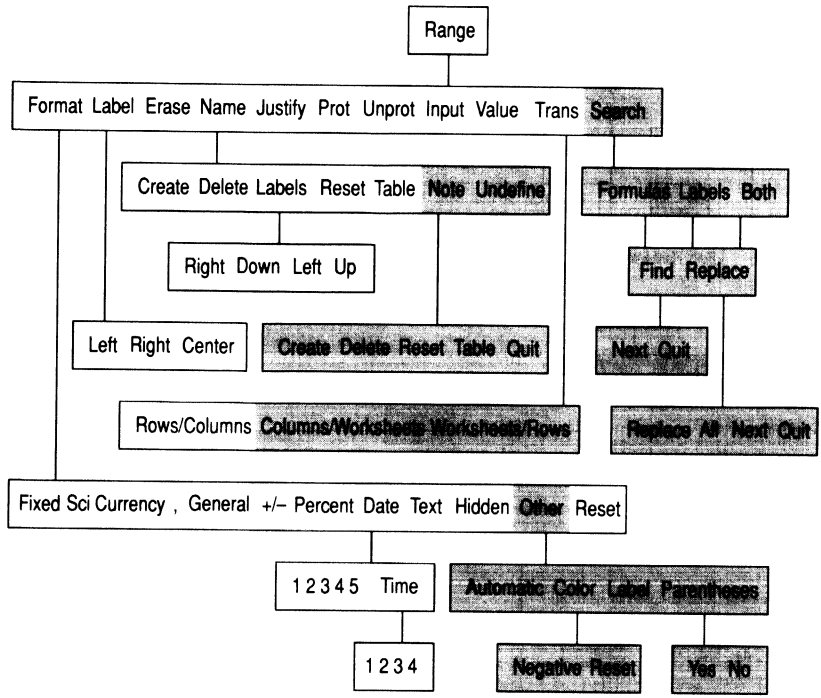 Range
Format Label Erase Name Justify Prot Unprot Input Value Trans Search
Create Delete Labels Reset Table Note Undefine
Formulas Labels Both
Right Down Left Up
Find Replace
Left Right Center
Create Delete Reset Table Quit
Next Quit
Rows/Columns Columns/Worksheets Worksheets/Rows
Replace All Next Quit
Fixed Sci Currency , General +/– Percent Date Text Hidden Other Reset
1 2 3 4 5 Time
Automatic Color Label Parentheses
1 2 3 4
Negative Reset
Yes No